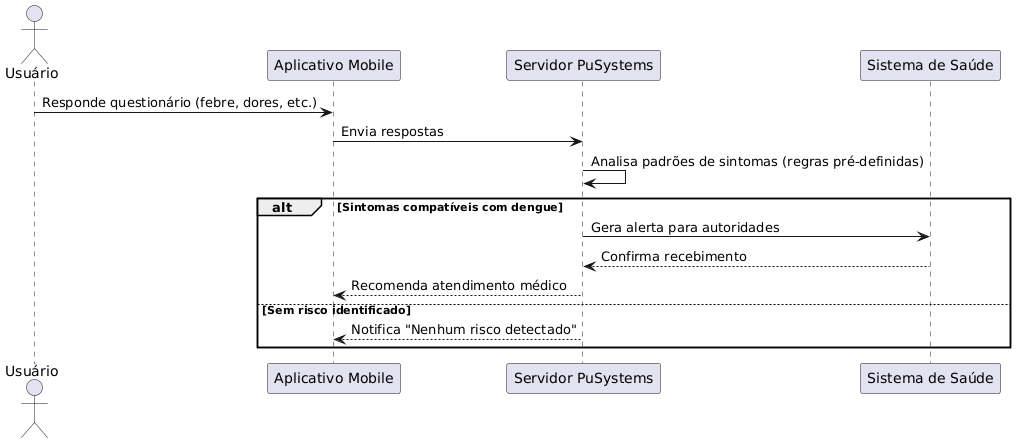 Usuário
Aplicativo Mobile
Servidor PuSystems
Sistema de Saúde
Responde questionário (febre, dores, etc.)
Envia respostas
Analisa padrões de sintomas (regras pré-definidas)
alt
[Sintomas compatíveis com dengue]
Gera alerta para autoridades
Confirma recebimento
Recomenda atendimento médico
[Sem risco identificado]
Notifica "Nenhum risco detectado"
Usuário
Aplicativo Mobile
Servidor PuSystems
Sistema de Saúde